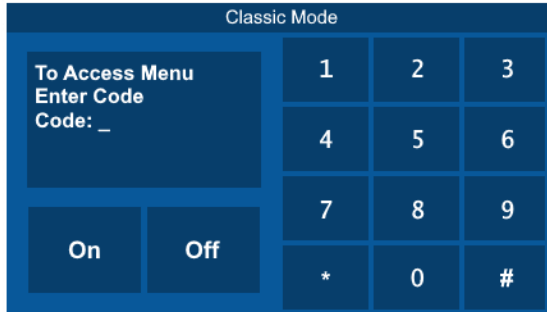 Classic Mode
To Access Menu
Enter Code
Code: _
On Off
1 2 3
4 5 6
7 8 9
* 0 #